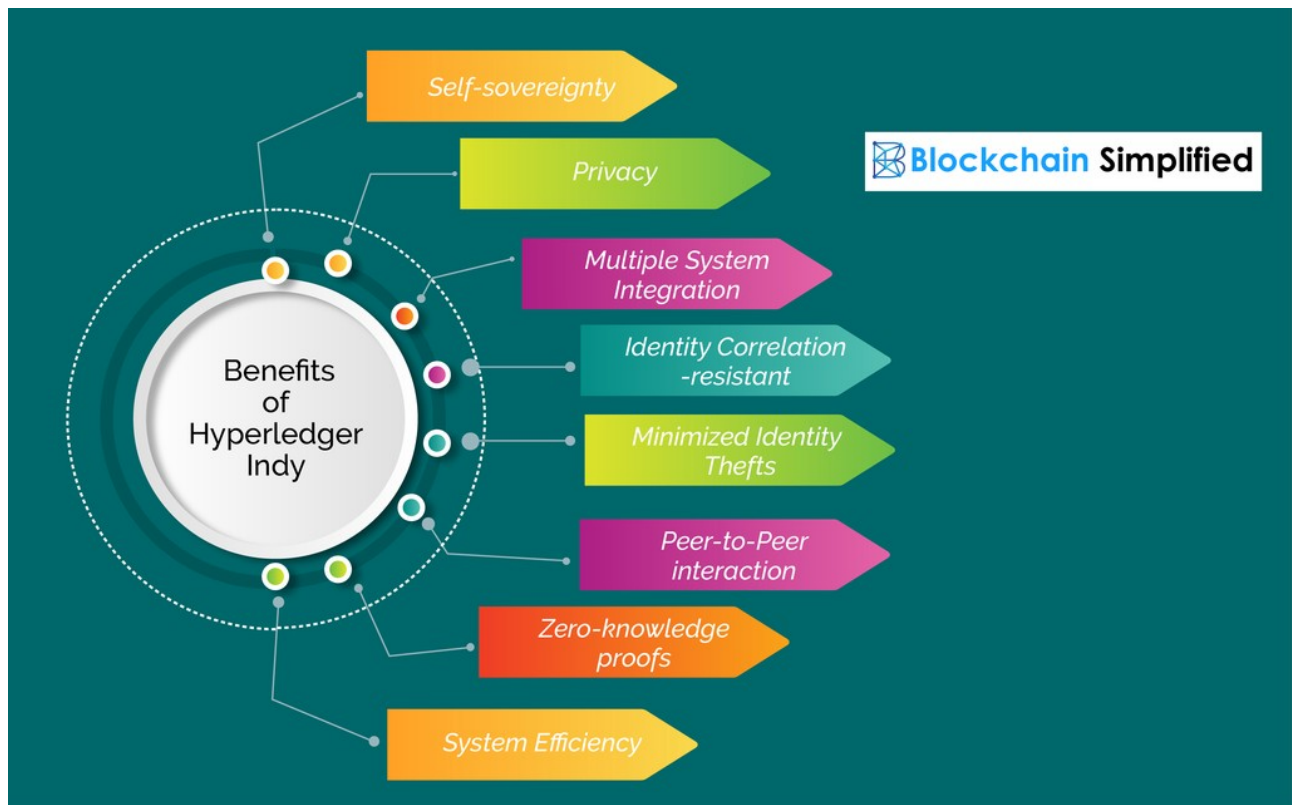 Self-sovereignty
Privacy
Blockchain Simplified
Multiple System
Integration
Identity Correlation
-resistant
Benefits
of
Hyperledger
Indy
Minimized Identity
Thefts
Peer-to-Peer
interaction
Zero-knowledge
proofs
System Efficiency